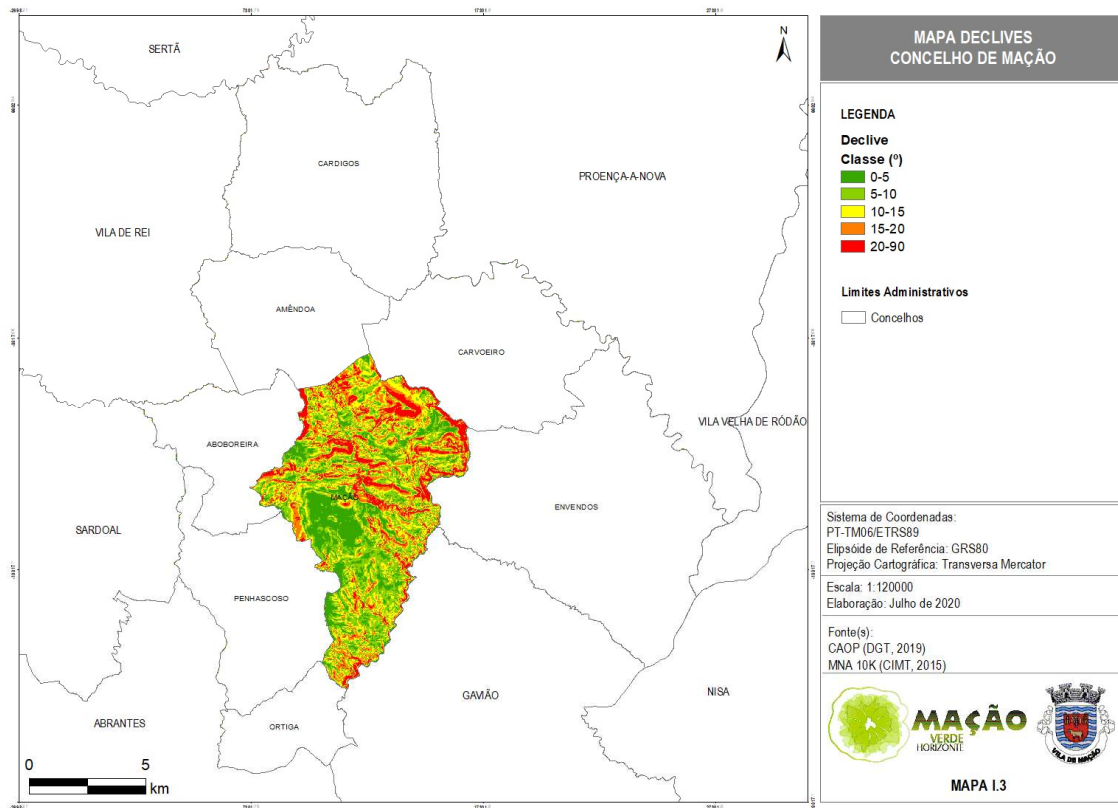 SERTÃ
N
CARDIGOS
PROENÇA-A-NOVA
VILA DE REI
AMÊNDOA
CARVOEIRO
VILA VELHA DE RÓDÃO
ABOBOREIRA
MAÇÃO
ENVENDOS
SARDOAL
PENHASCOSO
GAVIÃO
NISA
ABRANTES
ORTIGA
0 5
km
MAPA DECLIVES
CONCELHO DE MAÇÃO
LEGENDA
Declive
Classe (º)
0-5
5-10
10-15
15-20
20-90
Limites Administrativos
Concelhos
Sistema de Coordenadas:
PT-TM06/ETRS89
Elipsóide de Referência: GRS80
Projeção Cartográfica: Transversa Mercator
Escala: 1:120000
Elaboração: Julho de 2020
Fonte(s):
CAOP (DGT, 2019)
MNA 10K (CIMT, 2015)
MAÇÃO
VERDE
HORIZONTE
VILA DE MAÇÃO
MAPA I.3